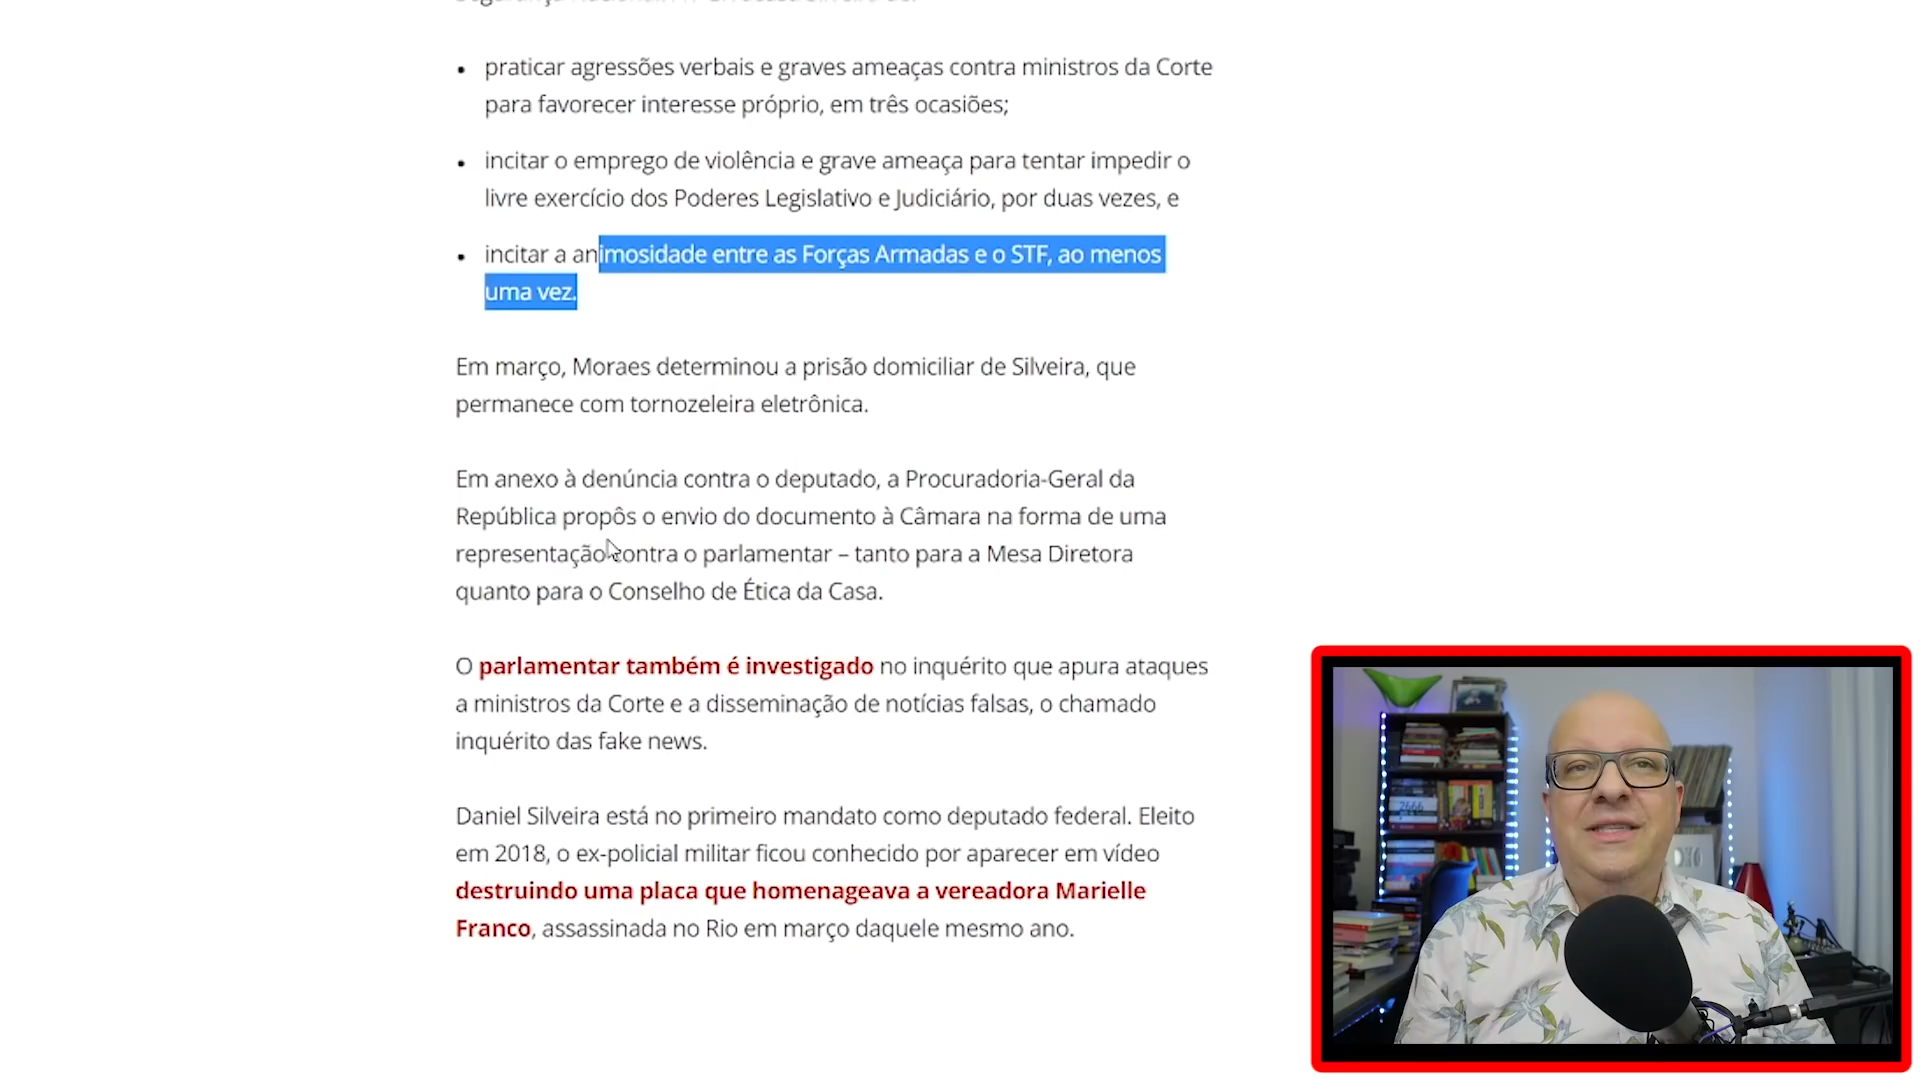 praticar agressões verbais e graves ameaças contra ministros da Corte
para favorecer interesse próprio, em três ocasiões;
incitar o emprego de violência e grave ameaça para tentar impedir o
livre exercício dos Poderes Legislativo e Judiciário, por duas vezes, e
incitar a animosidade entre as Forças Armadas e o STF, ao menos
uma vez.
Em março, Moraes determinou a prisão domiciliar de Silveira, que
permanece com tornozeleira eletrônica.
Em anexo à denúncia contra o deputado, a Procuradoria-Geral da
República propôs o envio do documento à Câmara na forma de uma
representação contra o parlamentar – tanto para a Mesa Diretora
quanto para o Conselho de Ética da Casa.
O parlamentar também é investigado no inquérito que apura ataques
a ministros da Corte e a disseminação de notícias falsas, o chamado
inquérito das fake news.
Daniel Silveira está no primeiro mandato como deputado federal. Eleito
em 2018, o ex-policial militar ficou conhecido por aparecer em vídeo
destruindo uma placa que homenageava a vereadora Marielle
Franco, assassinada no Rio em março daquele mesmo ano.
2666